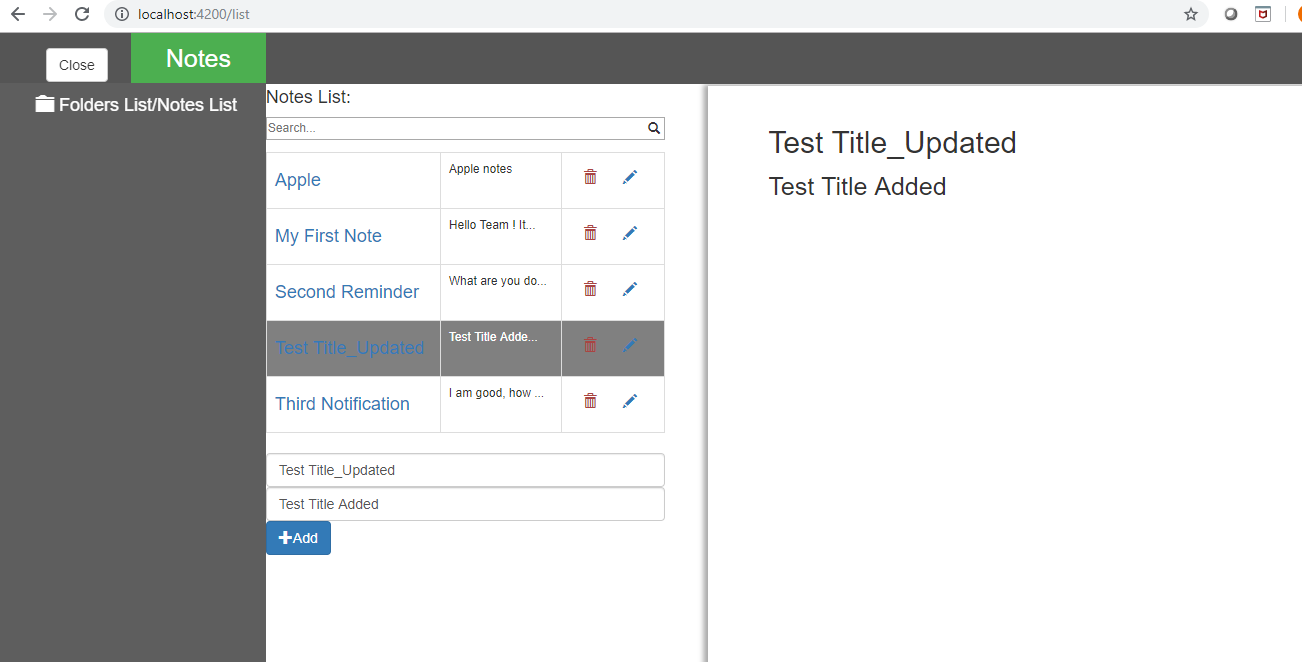 localhost:4200/list
Close
Notes
Folders List/Notes List
Notes List:
Search...
Apple
Apple notes
My First Note
Hello Team ! It...
Second Reminder
What are you do...
Test Title_Updated
Test Title Adde...
Third Notification
I am good, how ...
Test Title_Updated
Test Title Added
Add
Test Title_Updated
Test Title Added